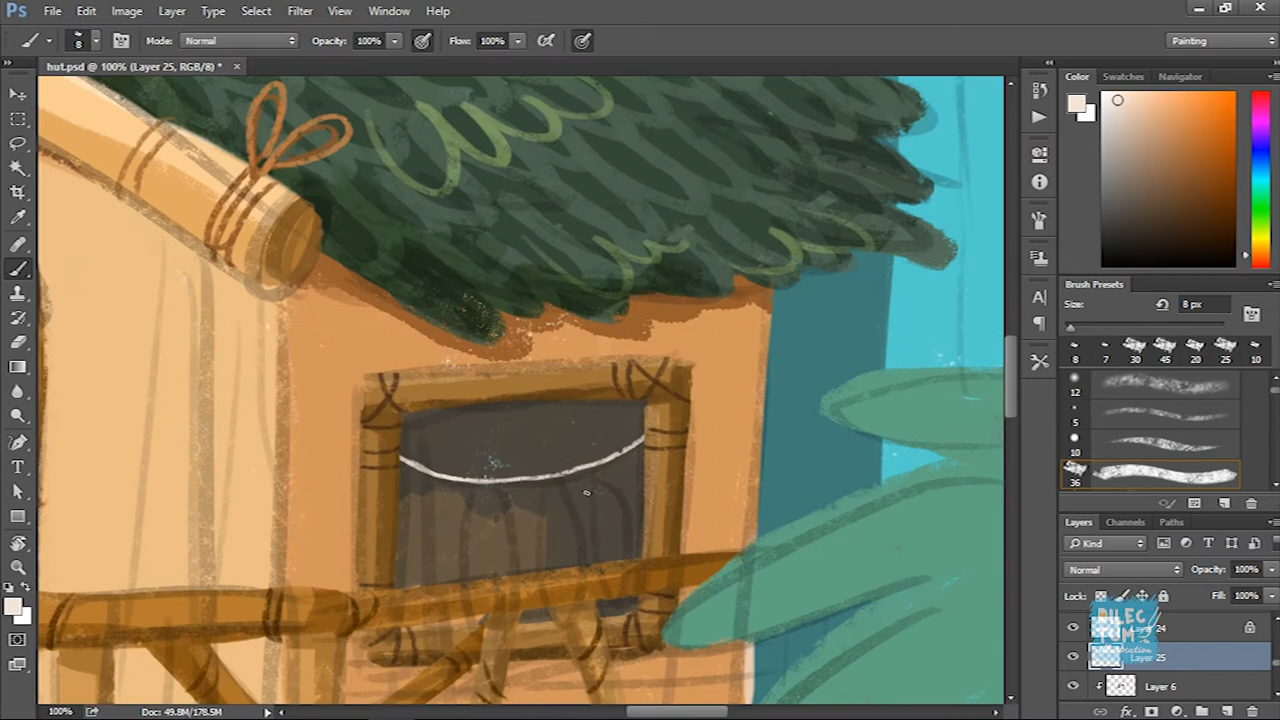 Ps File Edit Image Layer Type Select Filter View Window Help
8 Mode: Normal Opacity: 100% Flow: 100% Painting
hut.psd @ 100% (Layer 25, RGB/8) * ×
Color Swatches Navigator
Brush Presets
Size: 8 px
8 7 30 45 20 25 10
12
5
10
36
Layers Channels Paths
Kind
Normal Opacity: 100%
Lock: Fill: 100%
Layer 24
Layer 25
Layer 6
DILEC
TUM
100% Doc: 49.8M/178.5M